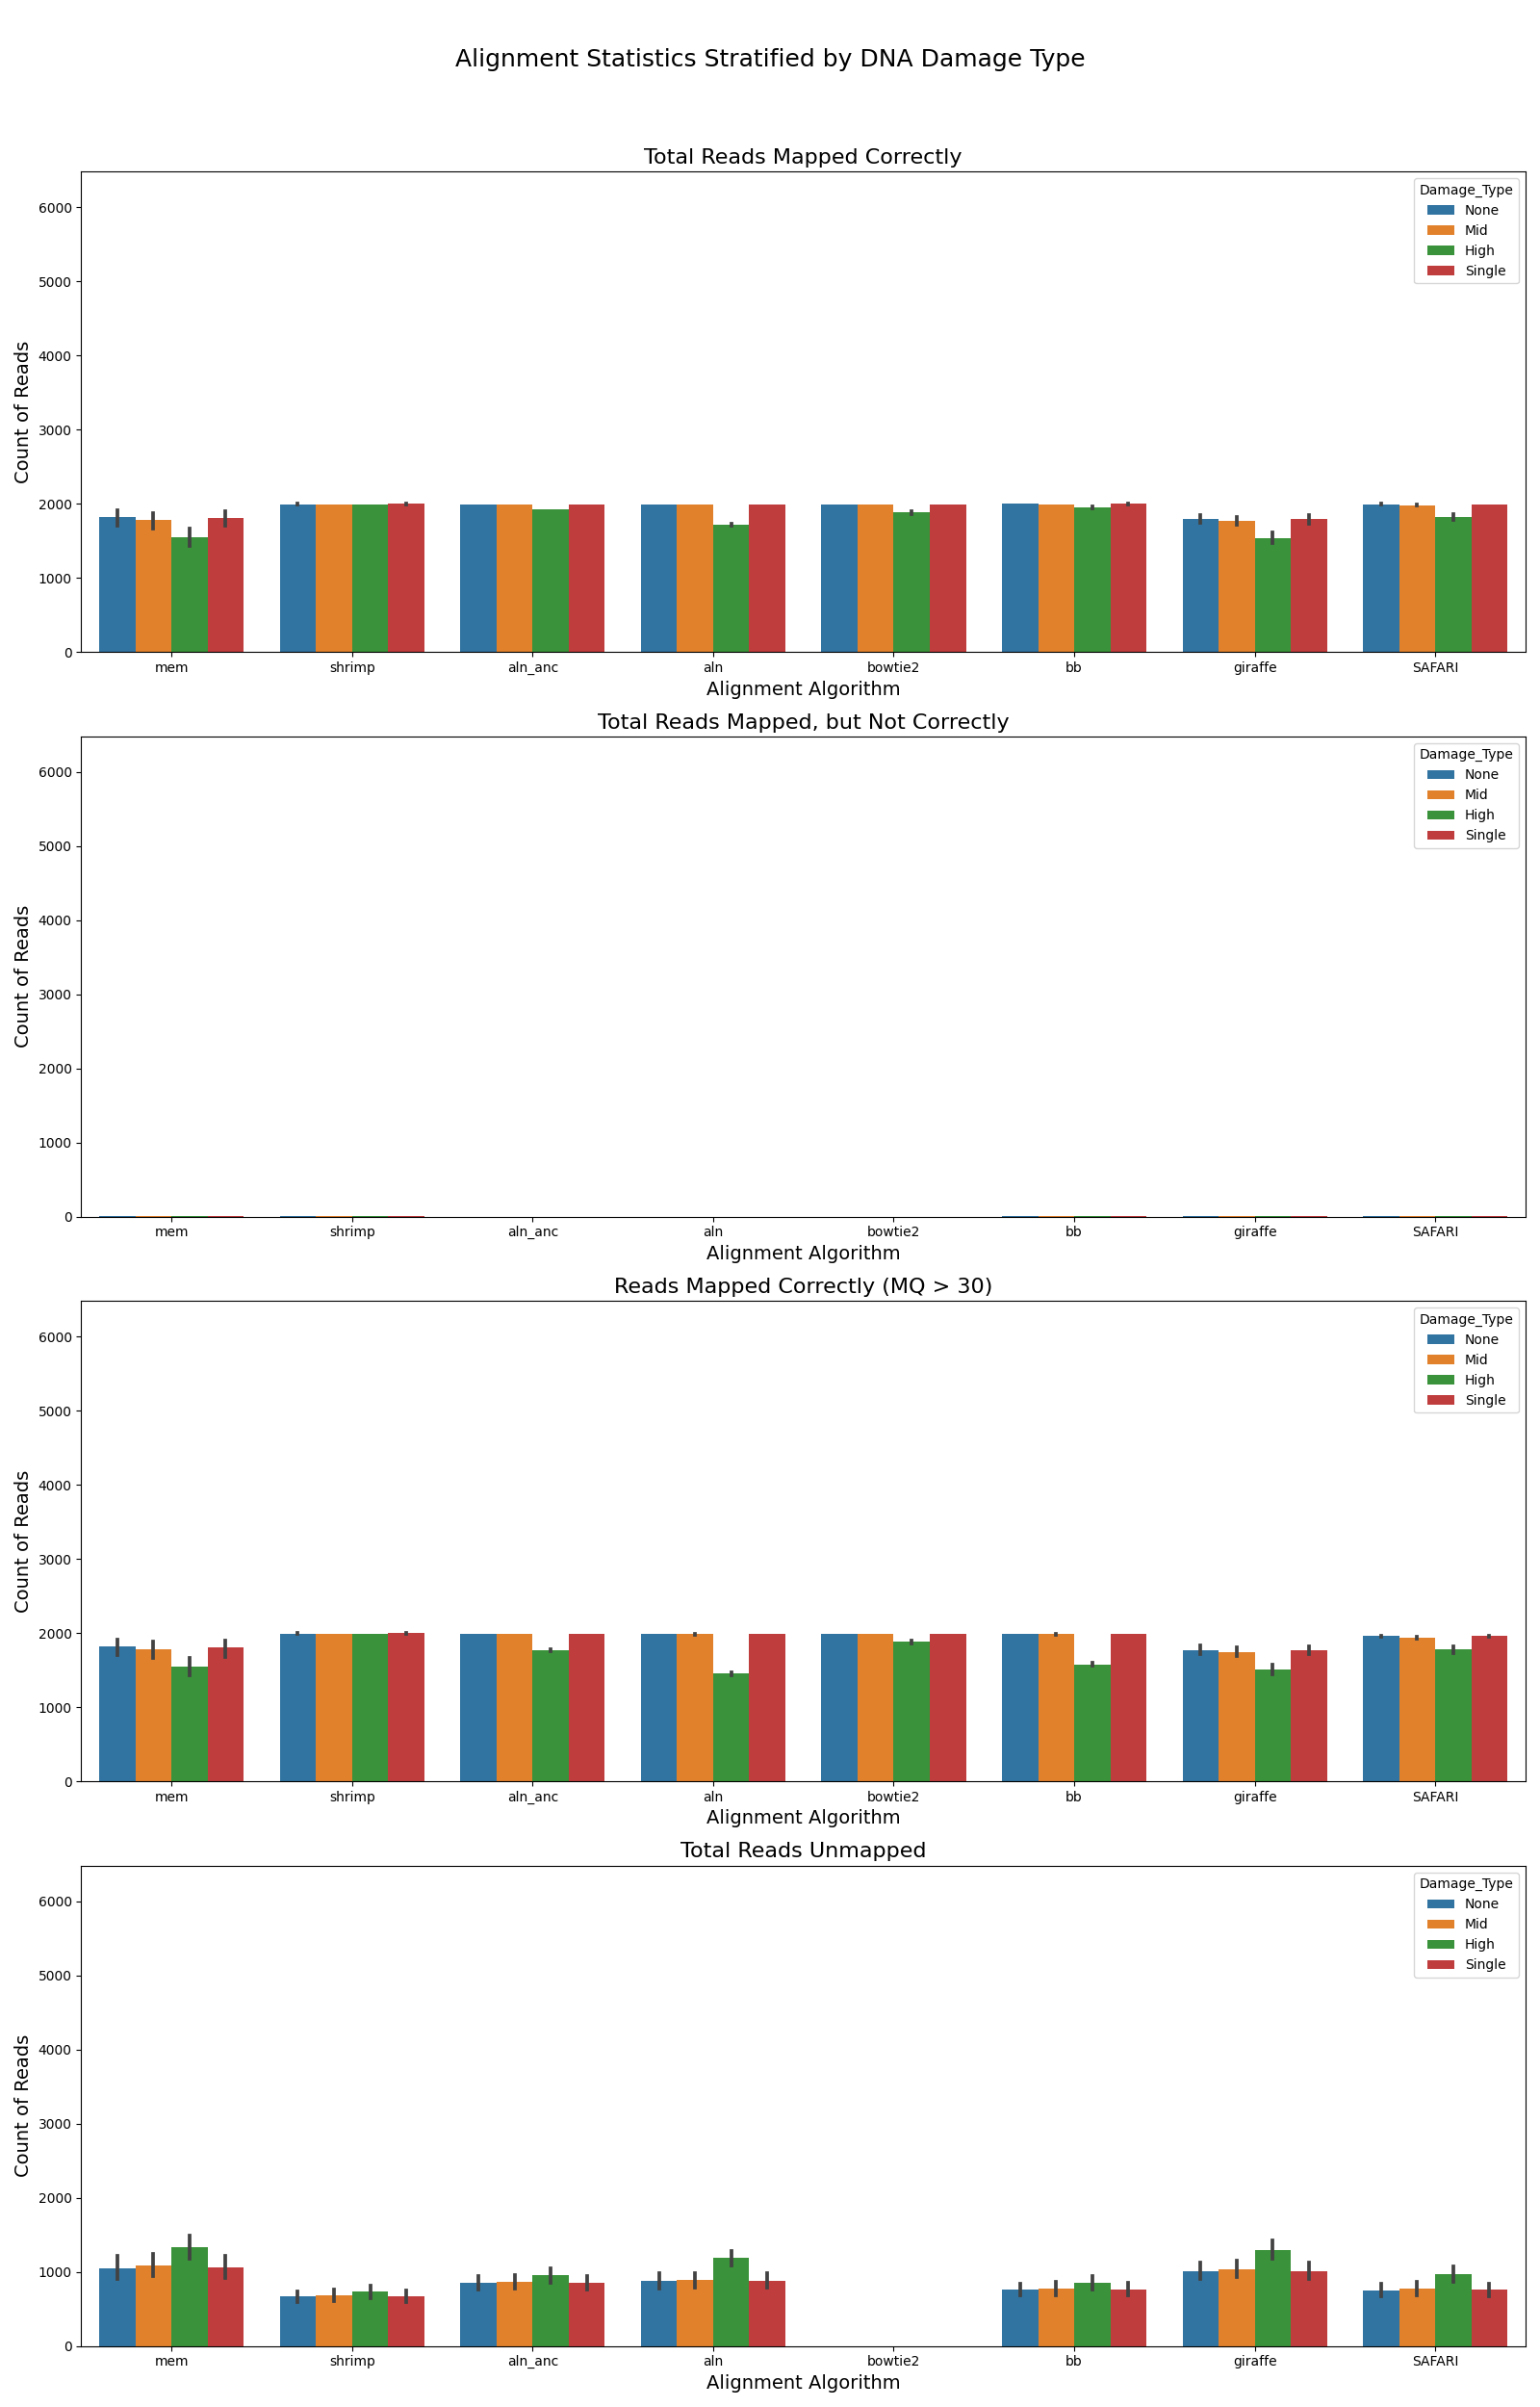 Alignment Statistics Stratified by DNA Damage Type
Total Reads Mapped Correctly
Count of Reads
6000
5000
4000
3000
2000
1000
0
Damage_Type
None
Mid
High
Single
mem shrimp aln_anc aln bowtie2 bb giraffe SAFARI
Alignment Algorithm
Total Reads Mapped, but Not Correctly
Count of Reads
6000
5000
4000
3000
2000
1000
0
Damage_Type
None
Mid
High
Single
mem shrimp aln_anc aln bowtie2 bb giraffe SAFARI
Alignment Algorithm
Reads Mapped Correctly (MQ > 30)
Count of Reads
6000
5000
4000
3000
2000
1000
0
Damage_Type
None
Mid
High
Single
mem shrimp aln_anc aln bowtie2 bb giraffe SAFARI
Alignment Algorithm
Total Reads Unmapped
Count of Reads
6000
5000
4000
3000
2000
1000
0
Damage_Type
None
Mid
High
Single
mem shrimp aln_anc aln bowtie2 bb giraffe SAFARI
Alignment Algorithm